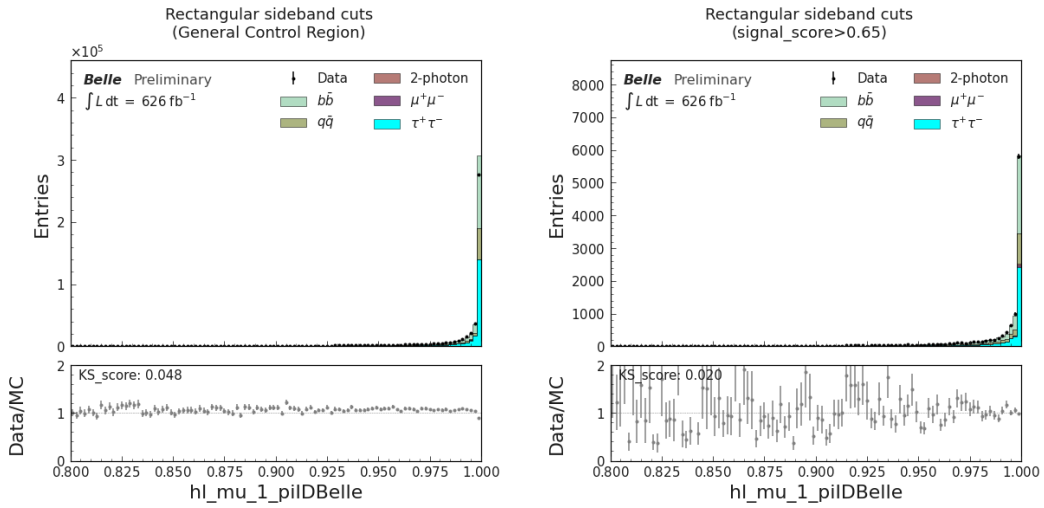 Rectangular sideband cuts
(General Control Region)
×10⁵
Belle Preliminary
∫ L dt = 626 fb⁻¹
Data
bb̄
qq̄
2-photon
μ⁺μ⁻
τ⁺τ⁻
Entries
4
3
2
1
0
KS_score: 0.048
Data/MC
2
1
0
0.800 0.825 0.850 0.875 0.900 0.925 0.950 0.975 1.000
hl_mu_1_piIDBelle
Rectangular sideband cuts
(signal_score>0.65)
Belle Preliminary
∫ L dt = 626 fb⁻¹
Data
bb̄
qq̄
2-photon
μ⁺μ⁻
τ⁺τ⁻
Entries
8000
7000
6000
5000
4000
3000
2000
1000
0
KS_score: 0.020
Data/MC
2
1
0
0.800 0.825 0.850 0.875 0.900 0.925 0.950 0.975 1.000
hl_mu_1_piIDBelle